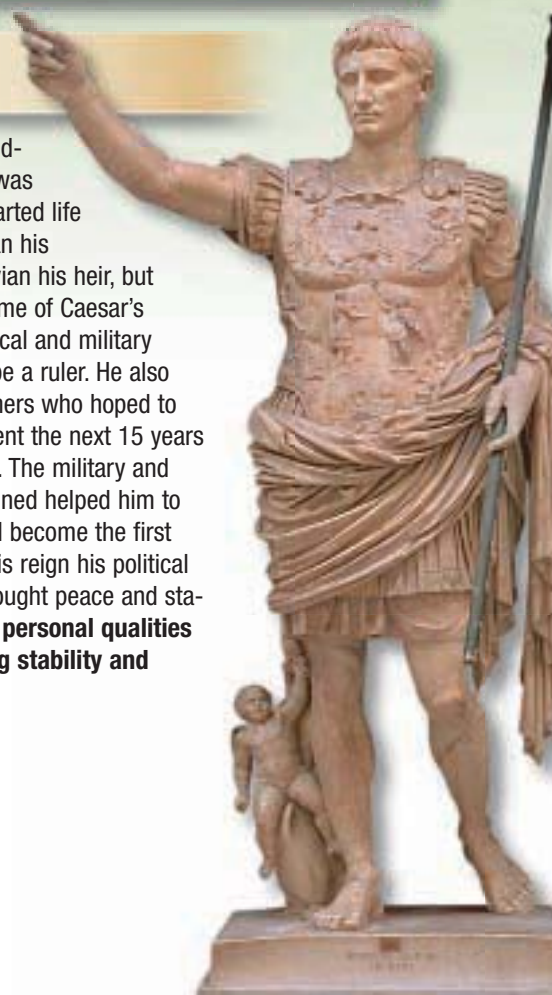 d-
was
arted life
an his
ian his heir, but
me of Caesar's
cal and military
be a ruler. He also
ners who hoped to
ent the next 15 years
. The military and
ned helped him to
d become the first
is reign his political
ought peace and sta-
personal qualities
g stability and